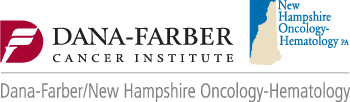 DANA-FARBER
CANCER INSTITUTE
New
Hampshire
Oncology-
Hematology PA
Dana-Farber/New Hampshire Oncology-Hematology